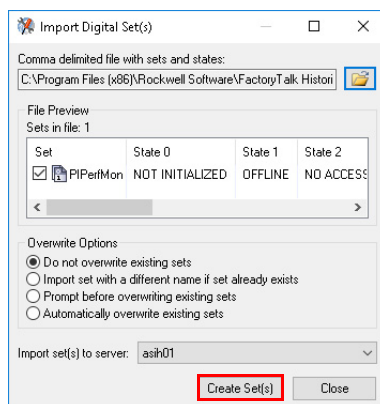 Import Digital Set(s)
Comma delimited file with sets and states:
C:\Program Files (x86)\Rockwell Software\FactoryTalk Histori
File Preview
Sets in file: 1
Set State 0 State 1 State 2
PIPerfMon NOT INITIALIZED OFFLINE NO ACCESS
Overwrite Options
Do not overwrite existing sets
Import set with a different name if set already exists
Prompt before overwriting existing sets
Automatically overwrite existing sets
Import set(s) to server: asih01
Create Set(s) Close